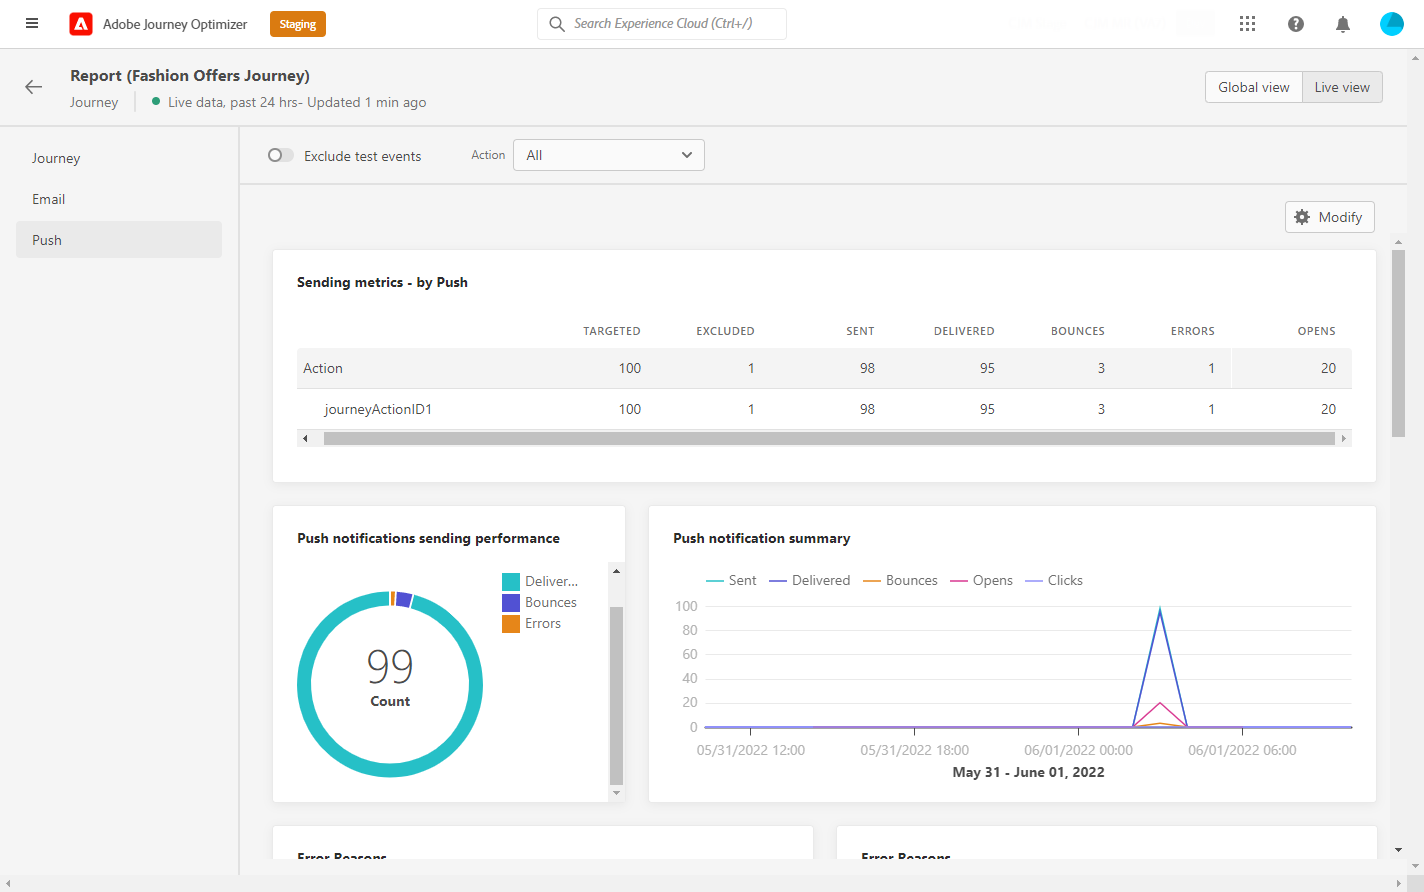 Adobe Journey Optimizer
Staging
Search Experience Cloud (Ctrl+/)
Report (Fashion Offers Journey)
Journey
Live data, past 24 hrs- Updated 1 min ago
Global view
Live view
Journey
Email
Push
Exclude test events
Action
All
Modify
Sending metrics - by Push
TARGETED EXCLUDED SENT DELIVERED BOUNCES ERRORS OPENS
Action 100 1 98 95 3 1 20
journeyActionID1 100 1 98 95 3 1 20
Push notifications sending performance
Deliver...
Bounces
Errors
99
Count
Push notification summary
Sent Delivered Bounces Opens Clicks
100
80
60
40
20
0
05/31/2022 12:00 05/31/2022 18:00 06/01/2022 00:00 06/01/2022 06:00
May 31 - June 01, 2022
Error Reasons
Error Reasons